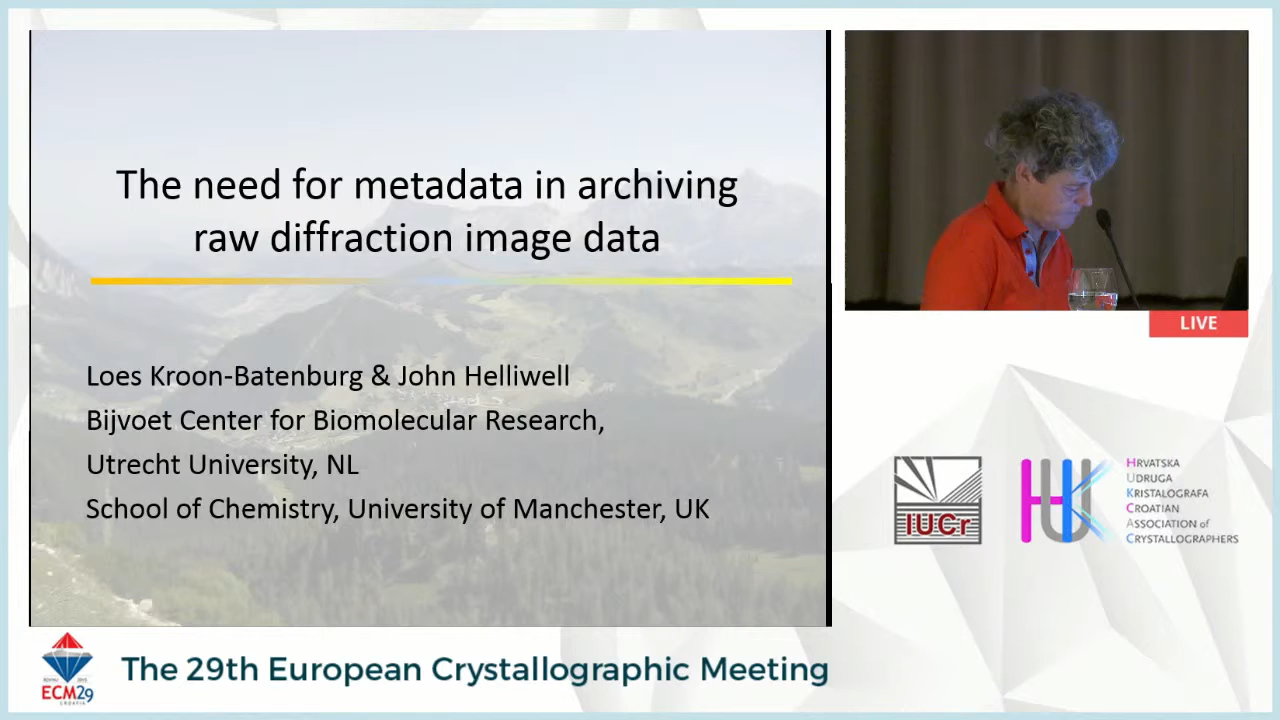 The need for metadata in archiving
raw diffraction image data
Loes Kroon-Batenburg & John Helliwell
Bijvoet Center for Biomolecular Research,
Utrecht University, NL
School of Chemistry, University of Manchester, UK
LIVE
IUCr
HUK
HRVATSKA
UDRUGA
KRISTALOGRAFA
CROATIAN
ASSOCIATION of
CRYSTALLOGRAPHERS
ECM29
CROATIA
The 29th European Crystallographic Meeting